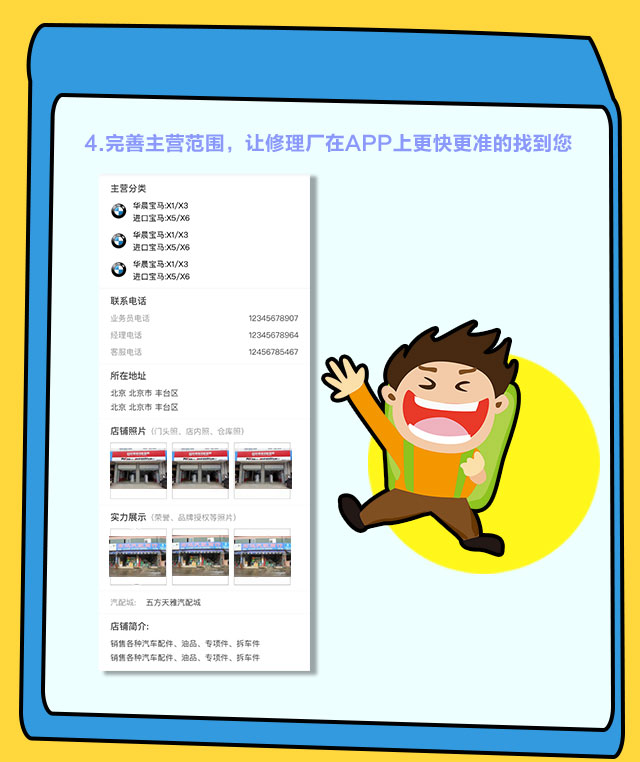 4.完善主营范围，让修理厂在APP上更快更准的找到您
主营分类
华晨宝马:X1/X3
进口宝马:X5/X6
华晨宝马:X1/X3
进口宝马:X5/X6
华晨宝马:X1/X3
进口宝马:X5/X6
联系电话
业务员电话 12345678907
经理电话 12345678964
客服电话 12456785467
所在地址
北京 北京市 丰台区
北京 北京市 丰台区
店铺照片（门头照、店内照、仓库照）
实力展示（荣誉、品牌授权等照片）
汽配城: 五方天雅汽配城
店铺简介:
销售各种汽车配件、油品、专项件、拆车件
销售各种汽车配件、油品、专项件、拆车件